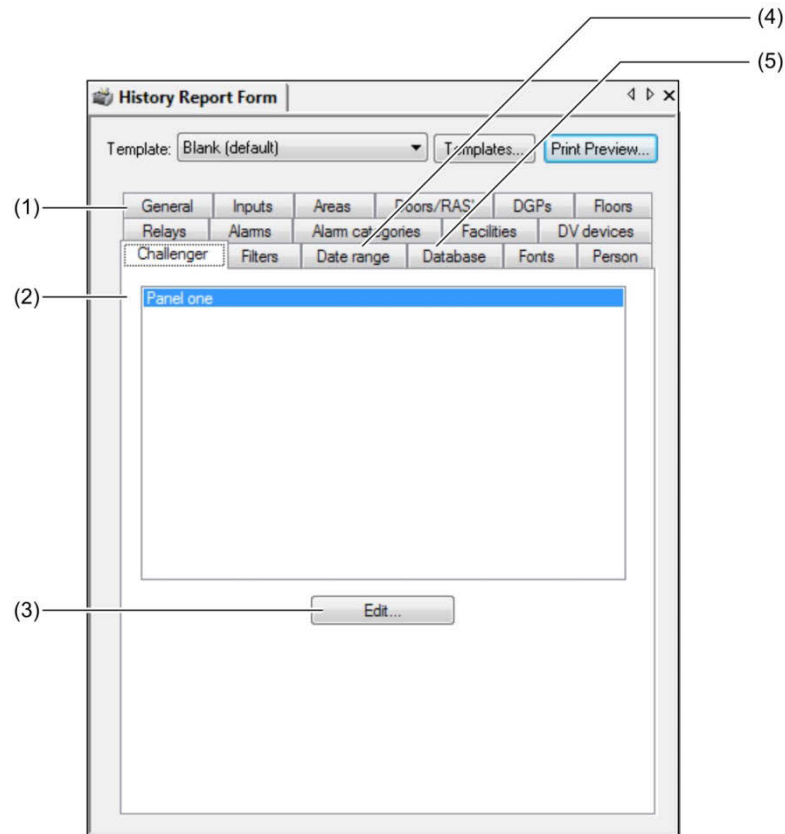 (4)
(5)
History Report Form
Template: Blank (default) Templates... Print Preview...
(1) General Inputs Areas Doors/RAS' DGPs Floors
Relays Alarms Alarm categories Facilities DV devices
Challenger Filters Date range Database Fonts Person
(2) Panel one
(3) Edit...